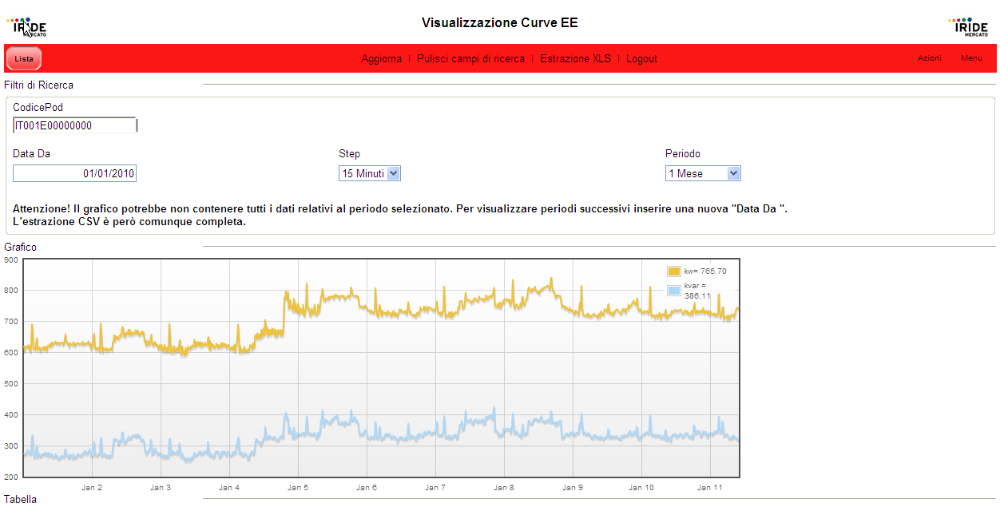 IRIDE
MERCATO
Visualizzazione Curve EE
IRIDE
MERCATO
Lista
Aggiorna | Pulisci campi di ricerca | Estrazione XLS | Logout
Azioni Menu
Filtri di Ricerca
CodicePod
IT001E00000000
Data Da Step Periodo
01/01/2010 15 Minuti 1 Mese
Attenzione! Il grafico potrebbe non contenere tutti i dati relativi al periodo selezionato. Per visualizzare periodi successivi inserire una nuova "Data Da ".
L'estrazione CSV è però comunque completa.
Grafico
900
800
700
600
500
400
300
200
kw= 765.70
kvar =
386.11
Jan 2 Jan 3 Jan 4 Jan 5 Jan 6 Jan 7 Jan 8 Jan 9 Jan 10 Jan 11
Tabella